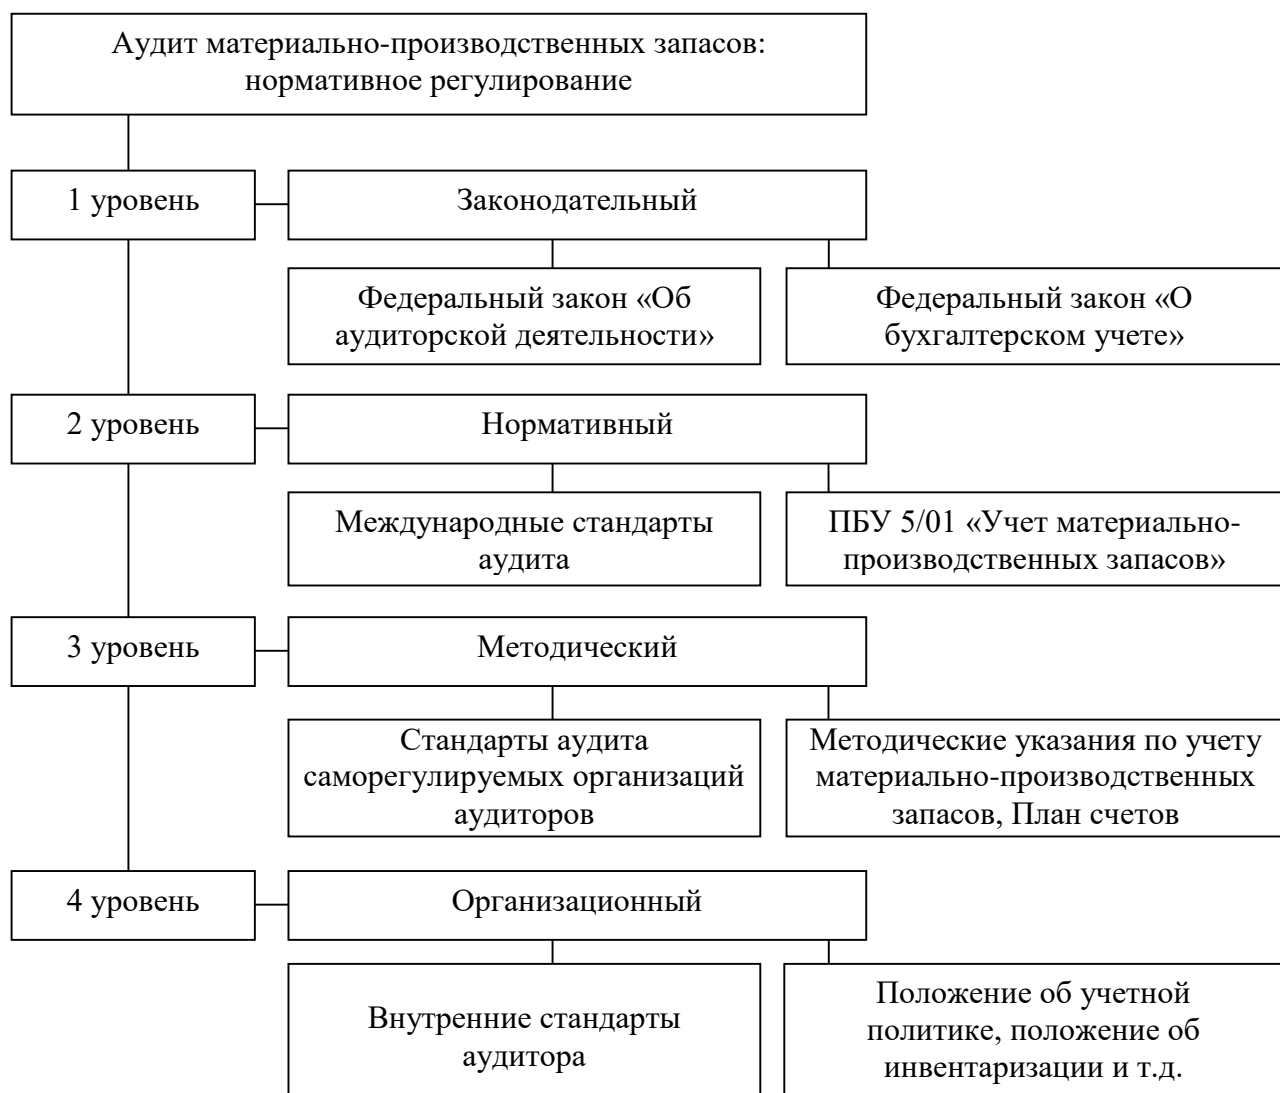 Аудит материально-производственных запасов:
нормативное регулирование
1 уровень
Законодательный
Федеральный закон «Об
аудиторской деятельности»
Федеральный закон «О
бухгалтерском учете»
2 уровень
Нормативный
Международные стандарты
аудита
ПБУ 5/01 «Учет материально-
производственных запасов»
3 уровень
Методический
Стандарты аудита
саморегулируемых организаций
аудиторов
Методические указания по учету
материально-производственных
запасов, План счетов
4 уровень
Организационный
Внутренние стандарты
аудитора
Положение об учетной
политике, положение об
инвентаризации и т.д.